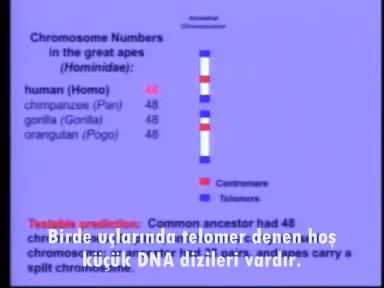 Ancestral
Chromosomes
Chromosome Numbers
in the great apes
(Hominidae):
human (Homo) 46
chimpanzee (Pan) 48
gorilla (Gorilla) 48
orangutan (Pogo) 48
Centromere
Telomere
Testable prediction: Common ancestor had 48
Birde uçlarında telomer denen hoş
küçük DNA dizileri vardır.
split chromosome.